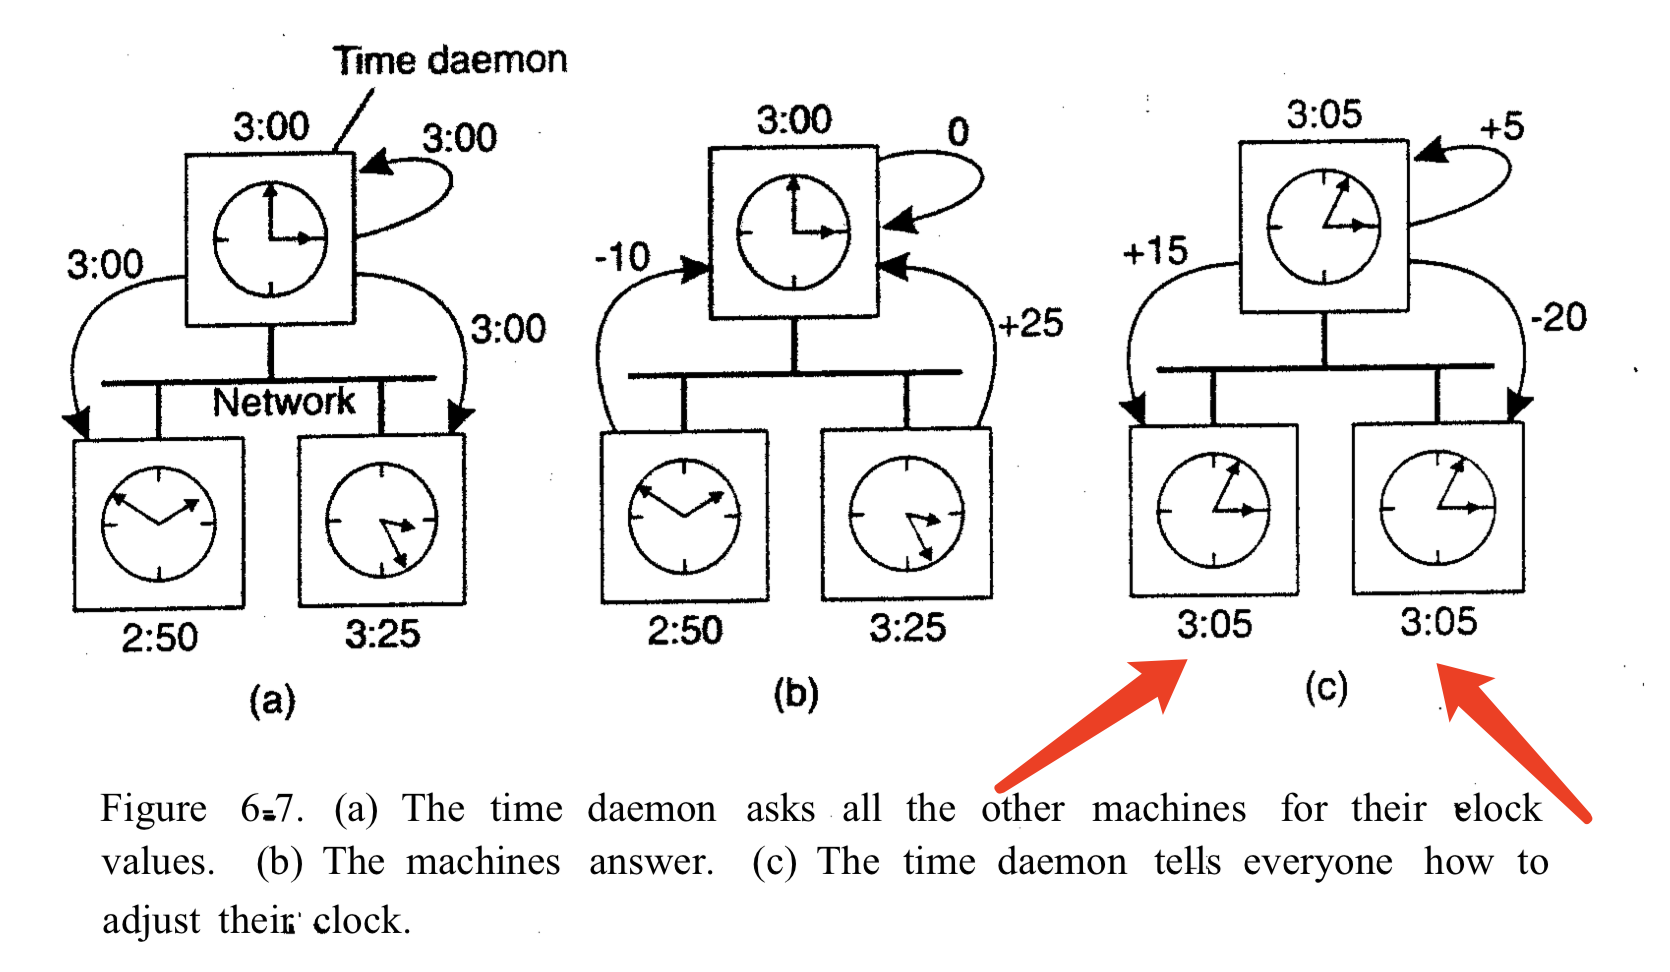 Time daemon
3:00
3:00
3:00
3:00
Network
2:50
3:25
(a)
3:00
0
-10
+25
2:50
3:25
(b)
3:05
+5
+15
-20
3:05
3:05
(c)
Figure 6-7. (a) The time daemon asks all the other machines for their clock
values. (b) The machines answer. (c) The time daemon tells everyone how to
adjust their clock.